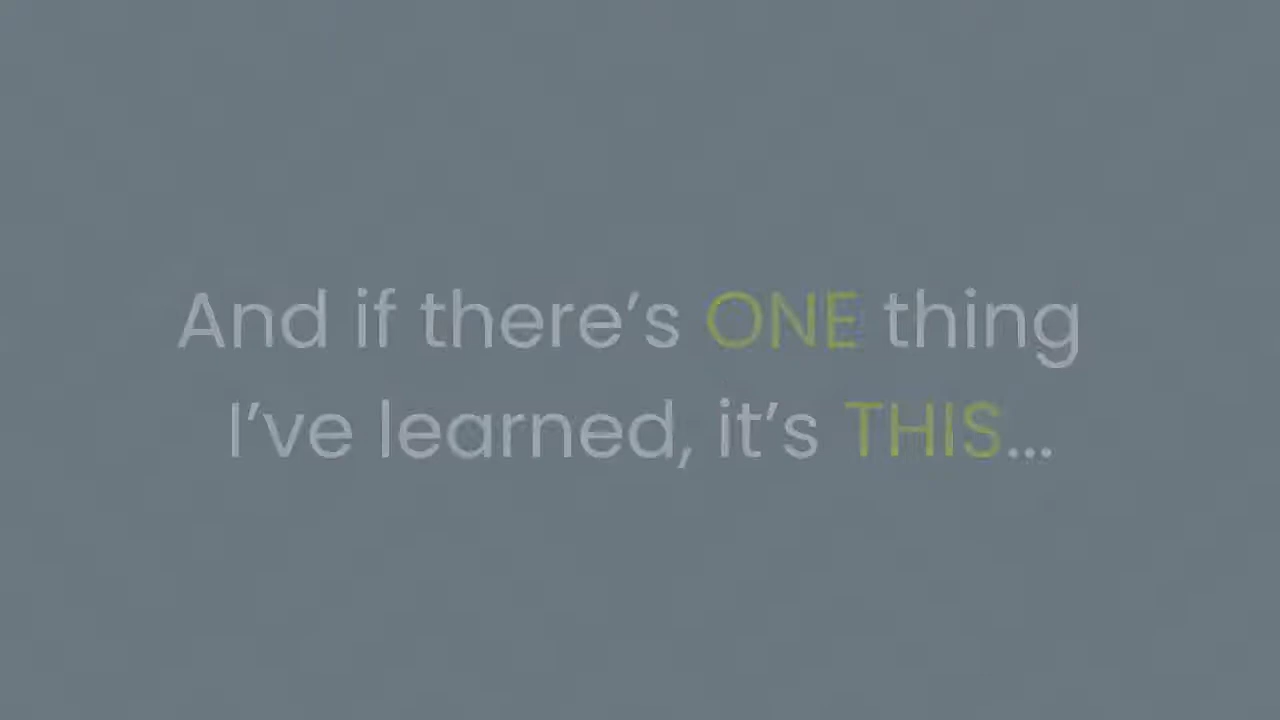 And if there’s ONE thing
I’ve learned, it’s THIS...